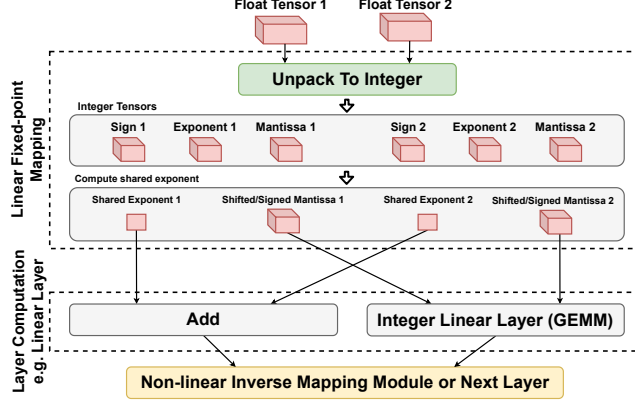 Float Tensor 1 Float Tensor 2
Linear Fixed-point
Mapping
Unpack To Integer
Integer Tensors
Sign 1 Exponent 1 Mantissa 1 Sign 2 Exponent 2 Mantissa 2
Compute shared exponent
Shared Exponent 1 Shifted/Signed Mantissa 1 Shared Exponent 2 Shifted/Signed Mantissa 2
Layer Computation
e.g. Linear Layer
Add Integer Linear Layer (GEMM)
Non-linear Inverse Mapping Module or Next Layer